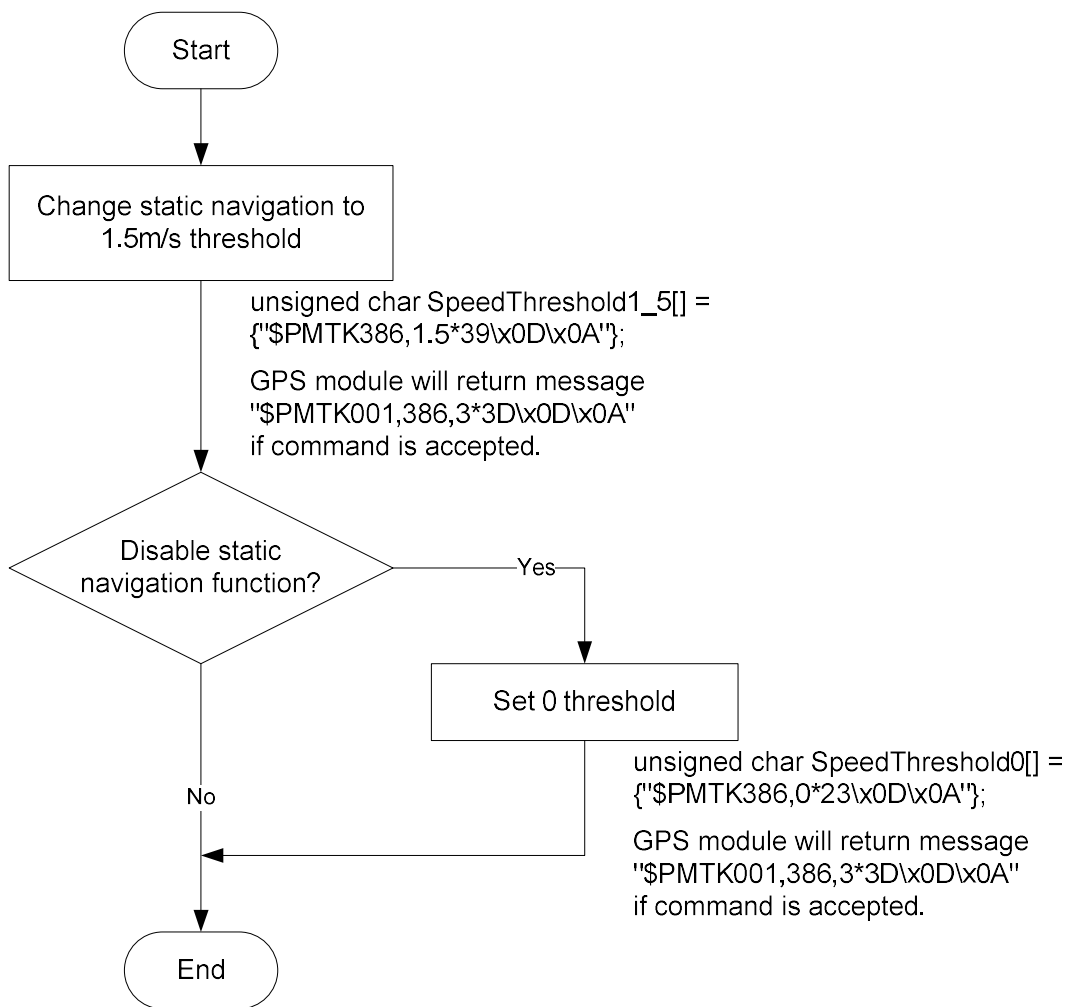 Start
Change static navigation to
1.5m/s threshold
unsigned char SpeedThreshold1_5[] =
{"$PMTK386,1.5*39\x0D\x0A"};
GPS module will return message
"$PMTK001,386,3*3D\x0D\x0A"
if command is accepted.
Disable static
navigation function?
Yes
Set 0 threshold
unsigned char SpeedThreshold0[] =
{"$PMTK386,0*23\x0D\x0A"};
No
GPS module will return message
"$PMTK001,386,3*3D\x0D\x0A"
if command is accepted.
End